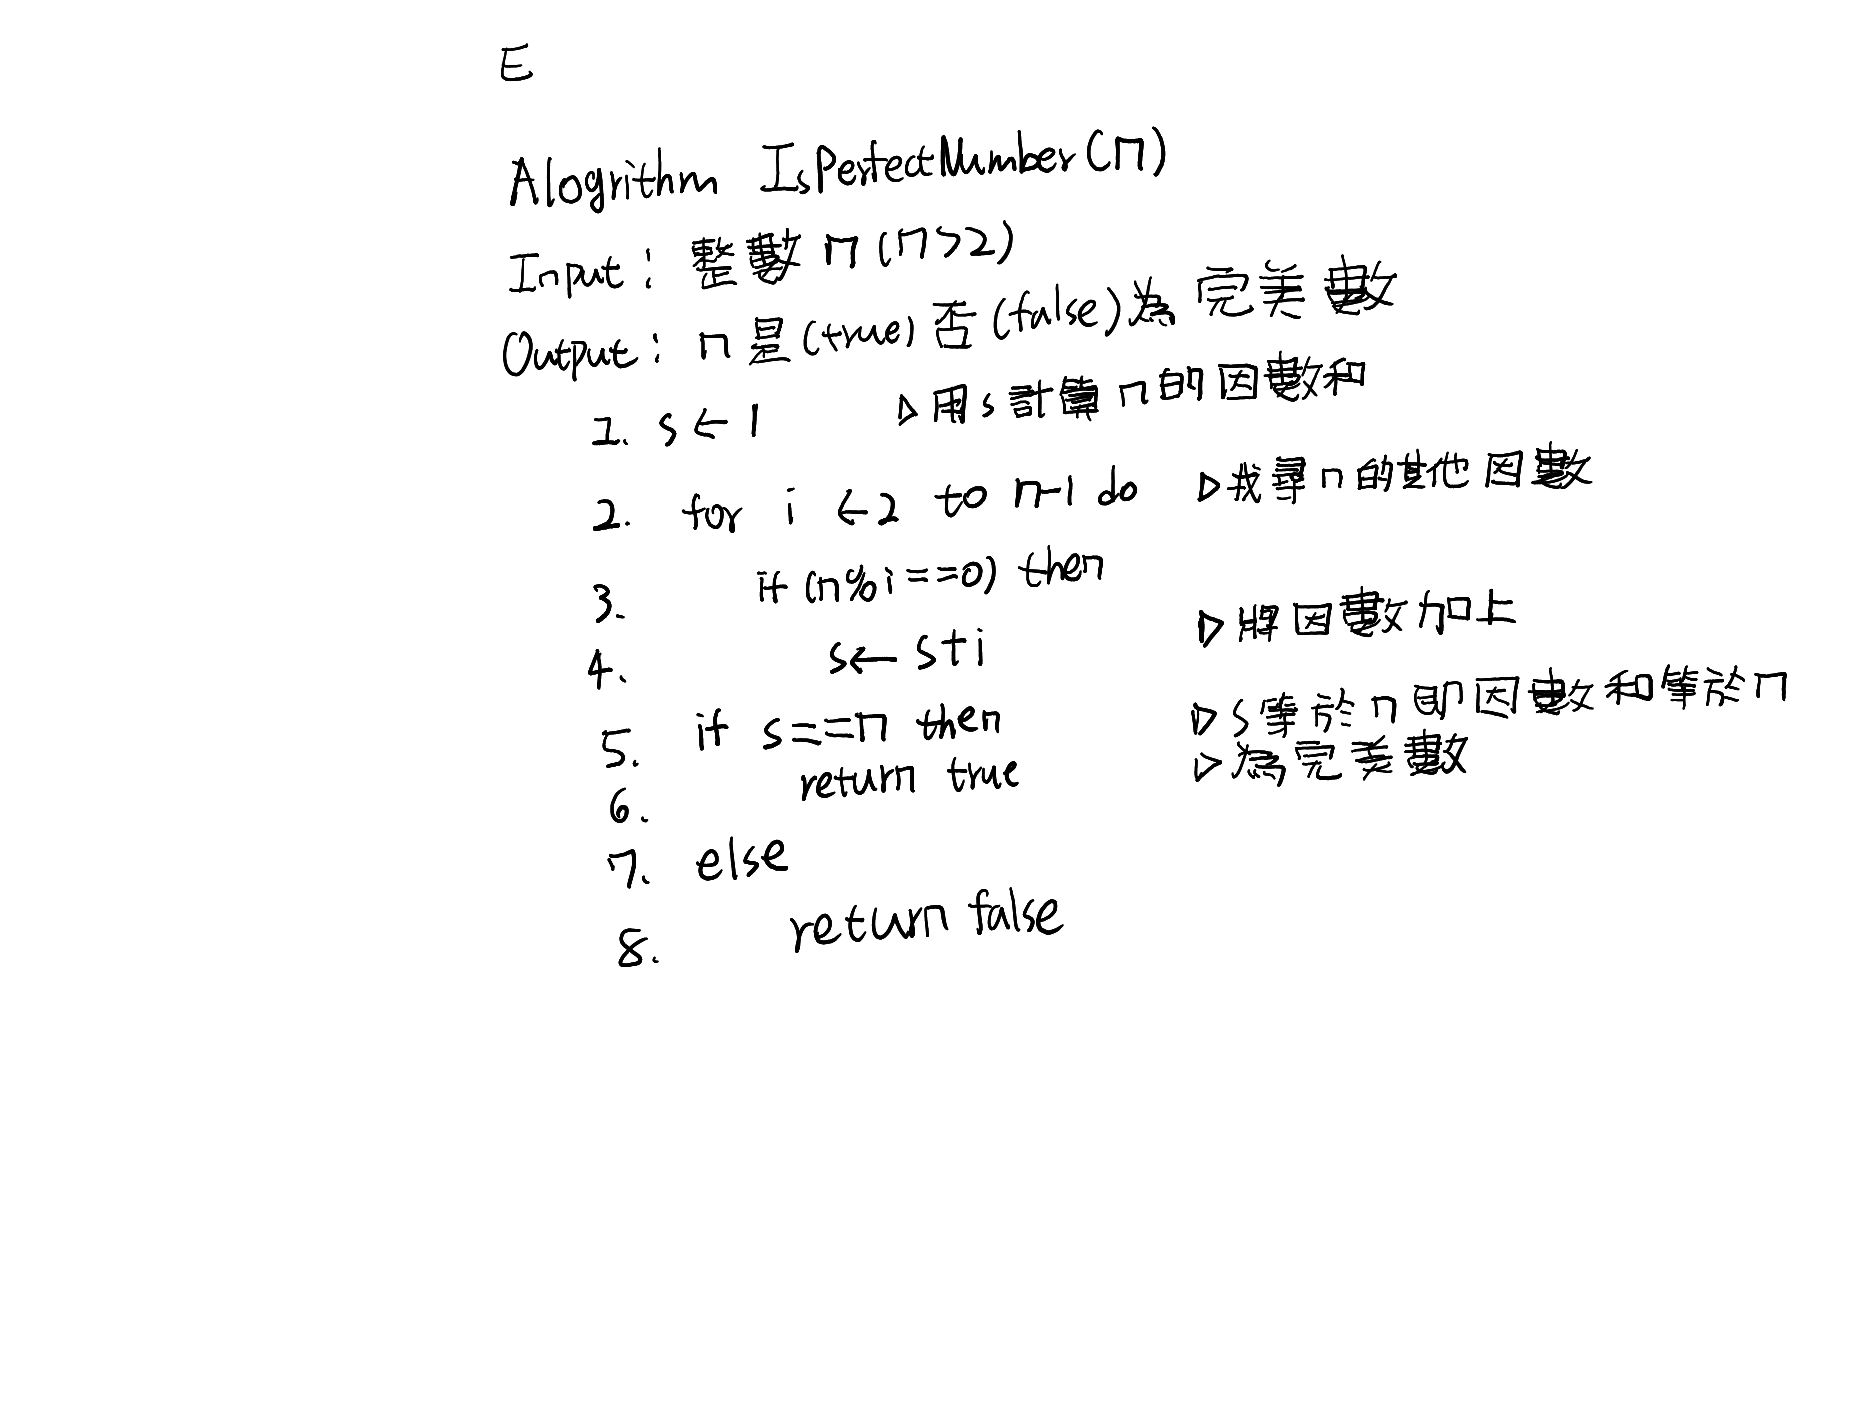 E
Alogrithm IsPerfectNumber(n)
Input: 整數 n (n>2)
Output: n 是(true) 否(false)為完美數
1. s ← 1 ▷用s計算n的因數和
2. for i ← 2 to n-1 do ▷找尋n的其他因數
3. if (n%i==0) then
4. s ← s+i ▷將因數加上
5. if s==n then ▷s等於n即因數和等於n
6. return true ▷為完美數
7. else
8. return false